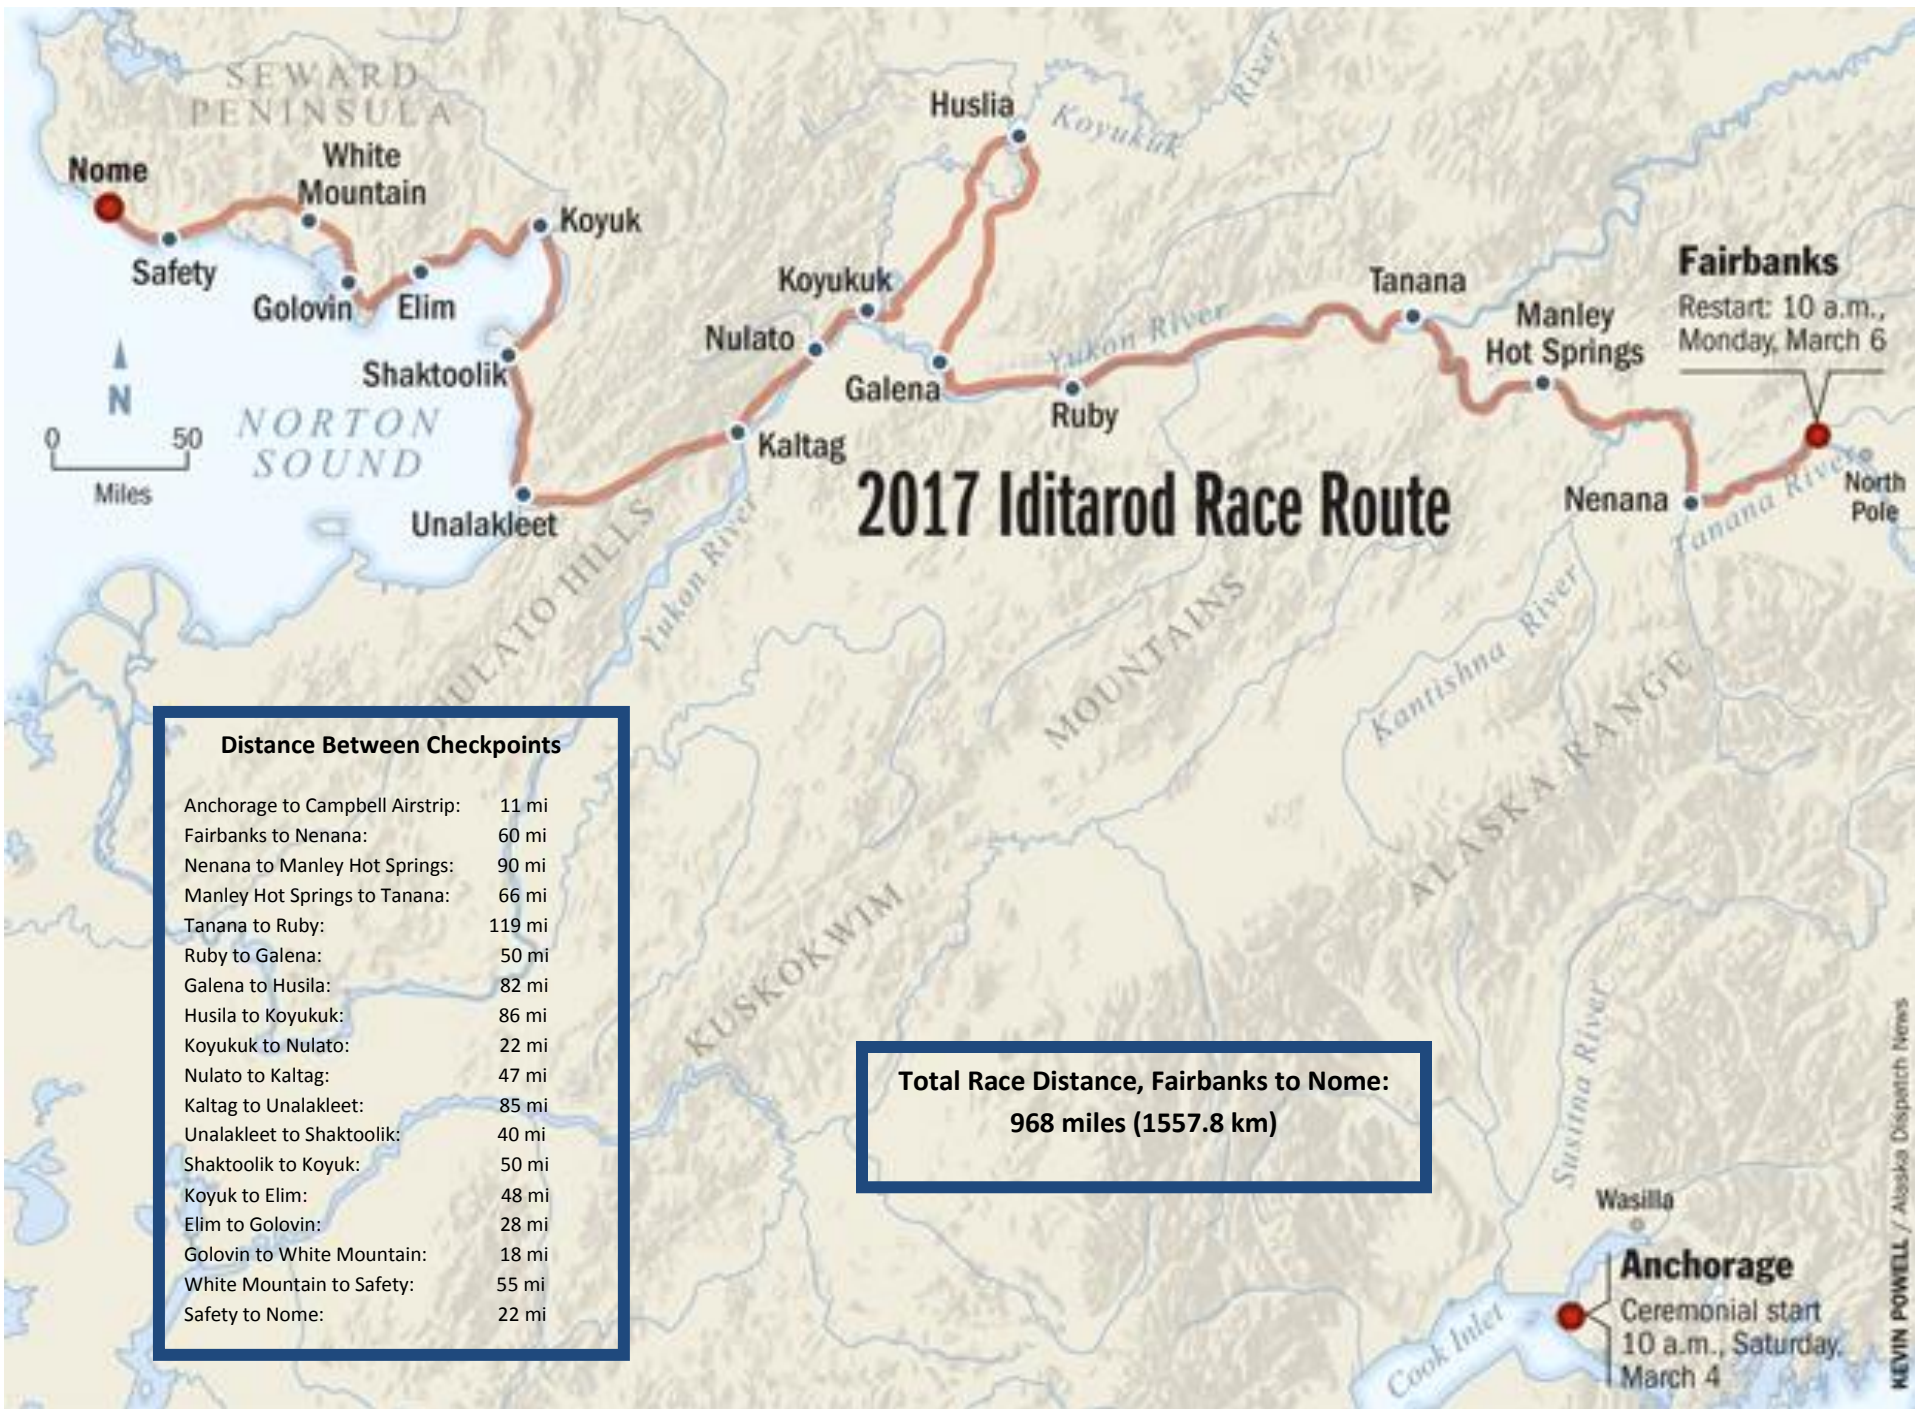 SEWARD
PENINSULA
Nome
White
Mountain
Safety
Golovin
Elim
Koyuk
Shaktoolik
Unalakleet
N
0 50
Miles
NORTON
SOUND
Huslia
Koyukuk
River
Koyukuk
Nulato
Kaltag
Galena
Ruby
Yukon River
Tanana
Manley
Hot Springs
Fairbanks
Restart: 10 a.m.,
Monday, March 6
Nenana
Tanana River
North
Pole
2017 Iditarod Race Route
NULATO HILLS
Yukon River
KUSKOKWIM
MOUNTAINS
Kantishna River
ALASKA RANGE
Susitna River
Distance Between Checkpoints
Anchorage to Campbell Airstrip: 11 mi
Fairbanks to Nenana: 60 mi
Nenana to Manley Hot Springs: 90 mi
Manley Hot Springs to Tanana: 66 mi
Tanana to Ruby: 119 mi
Ruby to Galena: 50 mi
Galena to Husila: 82 mi
Husila to Koyukuk: 86 mi
Koyukuk to Nulato: 22 mi
Nulato to Kaltag: 47 mi
Kaltag to Unalakleet: 85 mi
Unalakleet to Shaktoolik: 40 mi
Shaktoolik to Koyuk: 50 mi
Koyuk to Elim: 48 mi
Elim to Golovin: 28 mi
Golovin to White Mountain: 18 mi
White Mountain to Safety: 55 mi
Safety to Nome: 22 mi
Total Race Distance, Fairbanks to Nome:
968 miles (1557.8 km)
Wasilla
Anchorage
Ceremonial start
10 a.m., Saturday,
March 4
Cook Inlet
KEVIN POWELL / Alaska Dispatch News